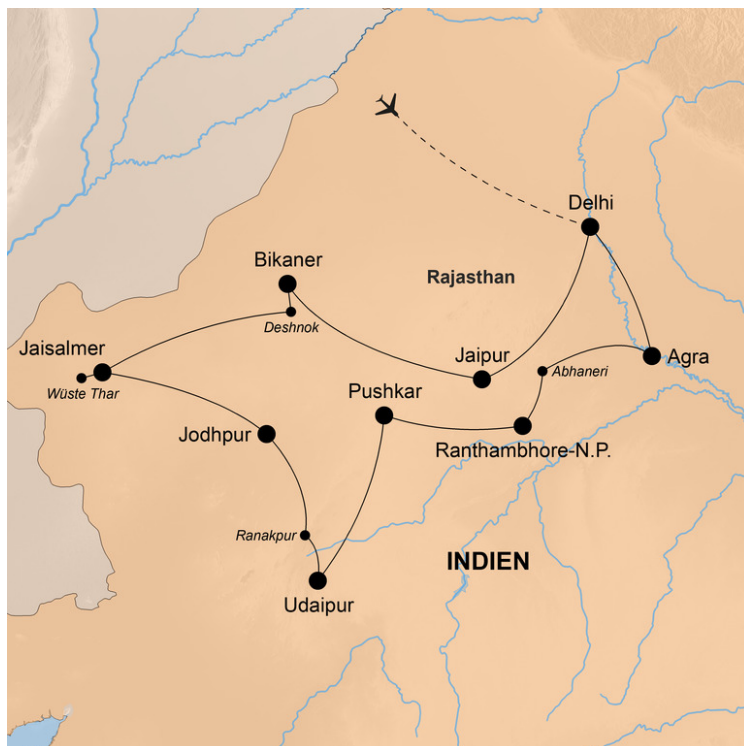 Delhi
Bikaner
Rajasthan
Deshnok
Jaisalmer
Jaipur
Agra
Abhaneri
Wüste Thar
Pushkar
Jodhpur
Ranthambhore-N.P.
Ranakpur
INDIEN
Udaipur